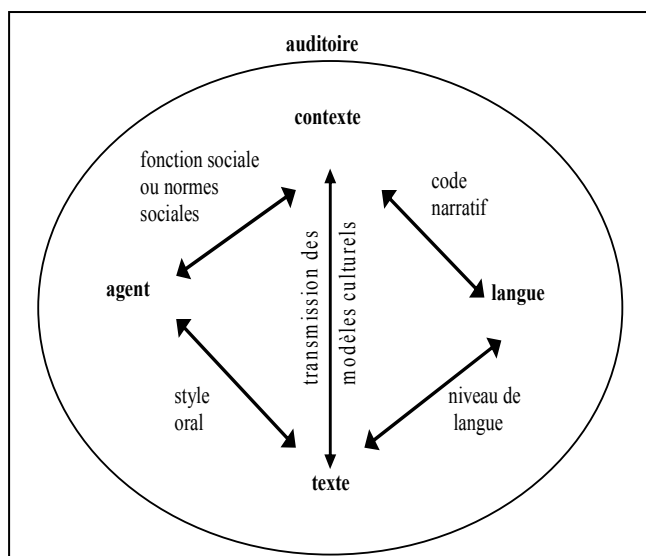 auditoire
contexte
fonction sociale
ou normes
sociales
code
narratif
transmission des
modèles culturels
agent
langue
style
oral
niveau de
langue
texte